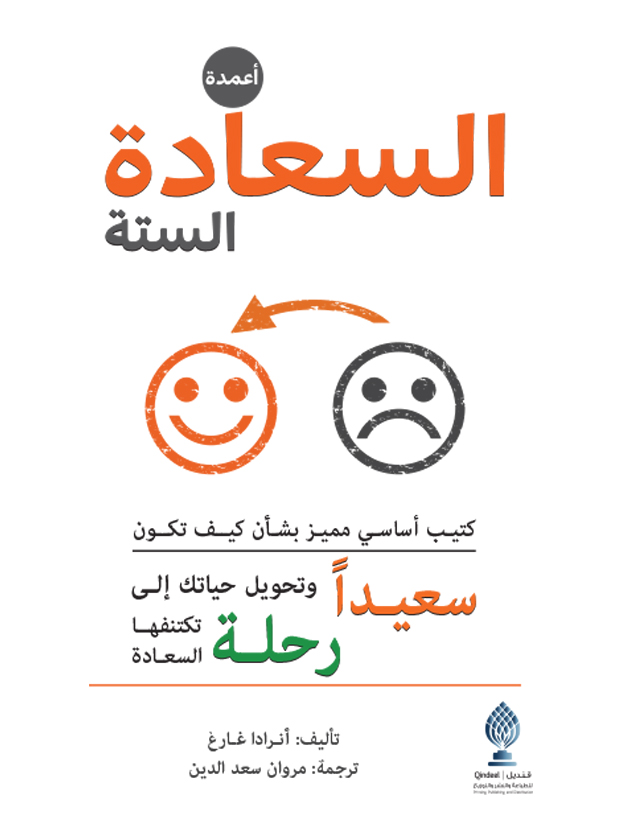 أعمدة
السعادة
الستة
كتيب أساسي مميز بشأن كيف تكون
سعيداً وتحويل حياتك إلى
رحلة تكتنفها
السعادة
تأليف: أنرادا غارغ
ترجمة: مروان سعد الدين
قنديل | Qindeel
للطباعة والنشر والتوزيع
Printing, Publishing and Distribution